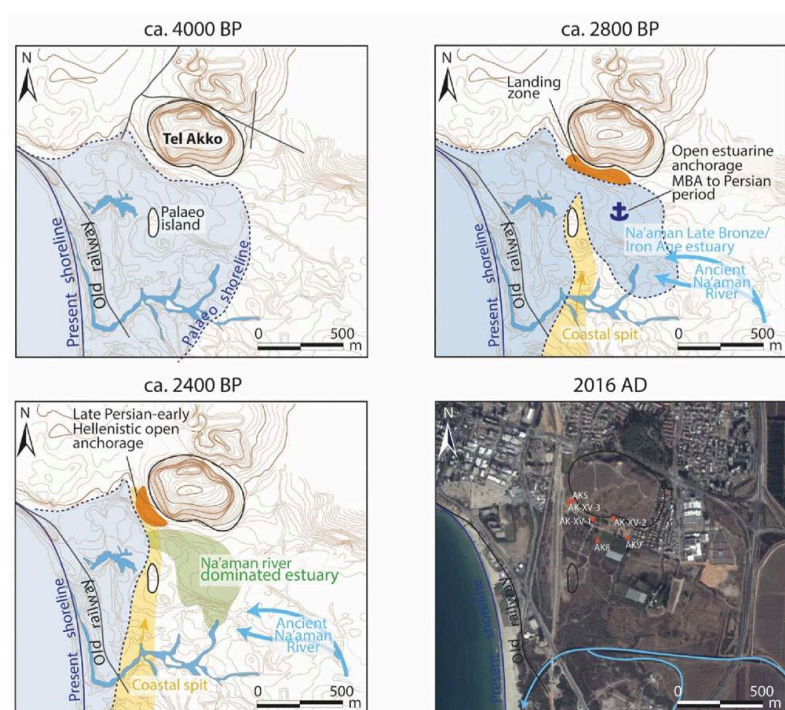 ca. 4000 BP
N
Tel Akko
Palaeo
island
Present shoreline
Old railway
Palaeo shoreline
0 500
m
ca. 2800 BP
N
Landing
zone
Open estuarine
anchorage
MBA to Persian
period
Na'aman Late Bronze/
Iron Age estuary
Ancient
Na'aman
River
Present shoreline
Old railway
Coastal spit
0 500
m
ca. 2400 BP
N
Late Persian-early
Hellenistic open
anchorage
Na'aman river
dominated estuary
Ancient
Na'aman
River
Present shoreline
Old railway
Coastal spit
0 500
m
2016 AD
N
AK5
AK-XV-3
AK-XV-1
AK-XV-2
AK8
AK9
Present shoreline
Old railway
0 500
m